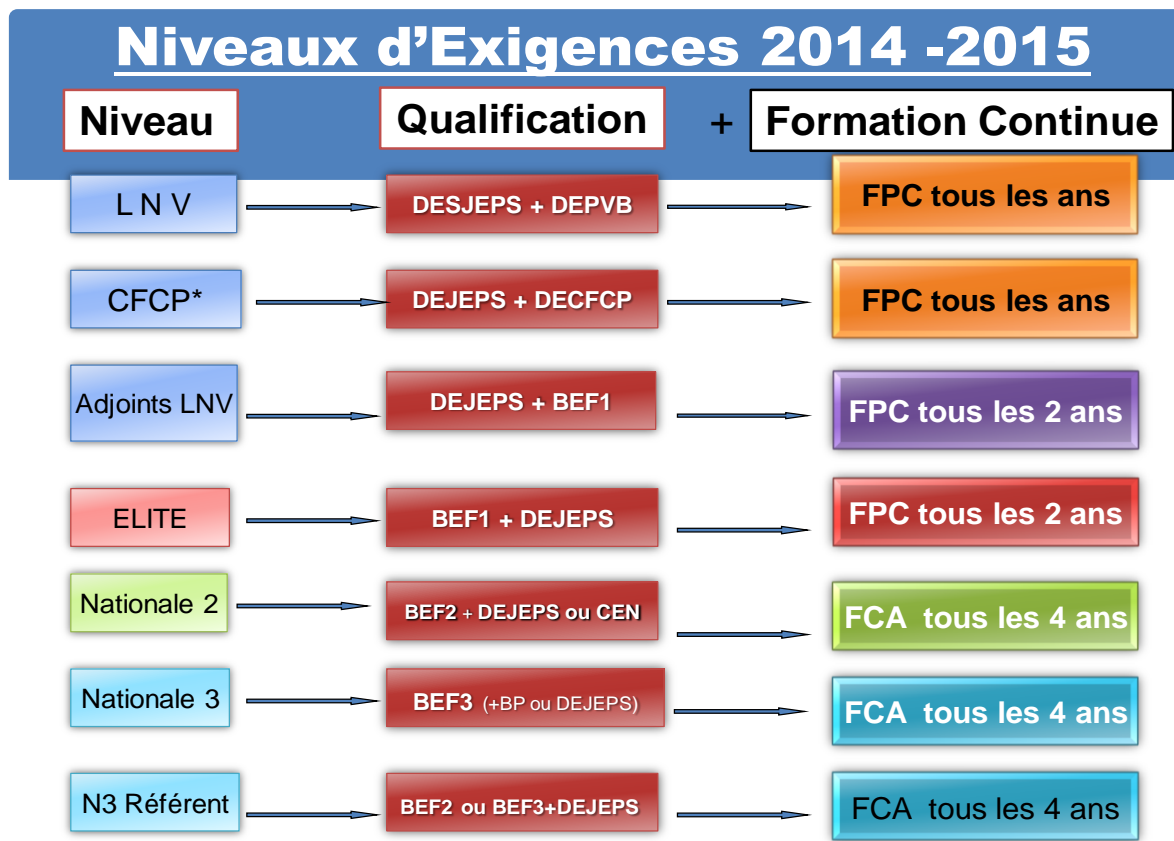 Niveaux d'Exigences 2014 -2015
Niveau Qualification + Formation Continue
L N V DESJEPS + DEPVB FPC tous les ans
CFCP* DEJEPS + DECFCP FPC tous les ans
Adjoints LNV DEJEPS + BEF1 FPC tous les 2 ans
ELITE BEF1 + DEJEPS FPC tous les 2 ans
Nationale 2 BEF2 + DEJEPS ou CEN FCA tous les 4 ans
Nationale 3 BEF3 (+BP ou DEJEPS) FCA tous les 4 ans
N3 Référent BEF2 ou BEF3+DEJEPS FCA tous les 4 ans